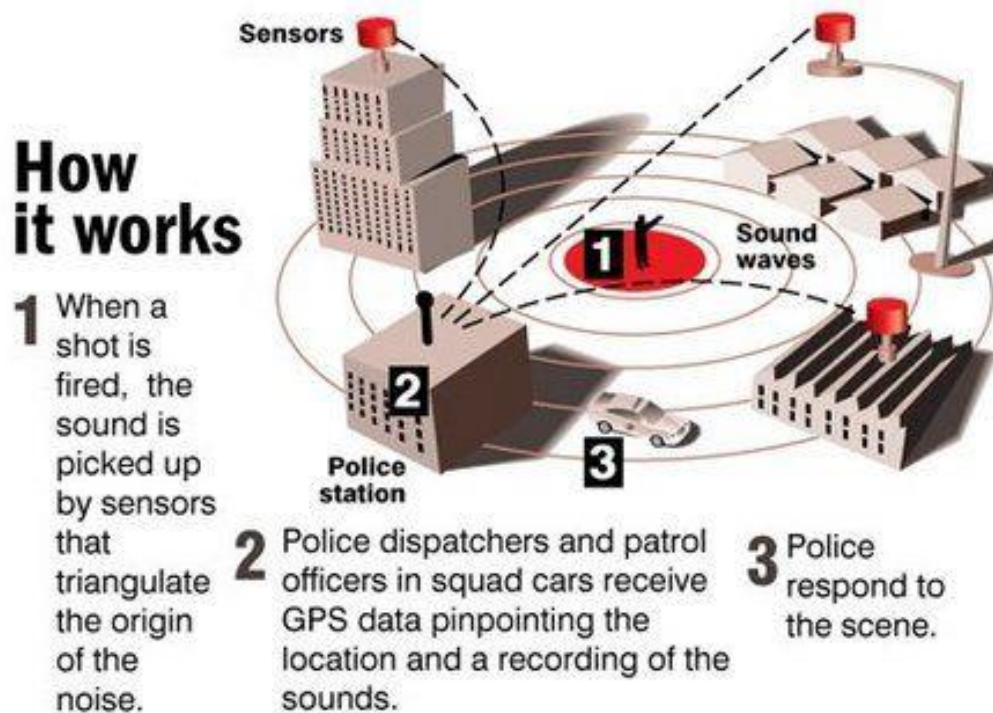 Sensors
How
it works
Sound
waves
1
2
3
Police
station
1 When a
shot is
fired, the
sound is
picked up
by sensors
that
triangulate
the origin
of the
noise.
2 Police dispatchers and patrol
officers in squad cars receive
GPS data pinpointing the
location and a recording of the
sounds.
3 Police
respond to
the scene.